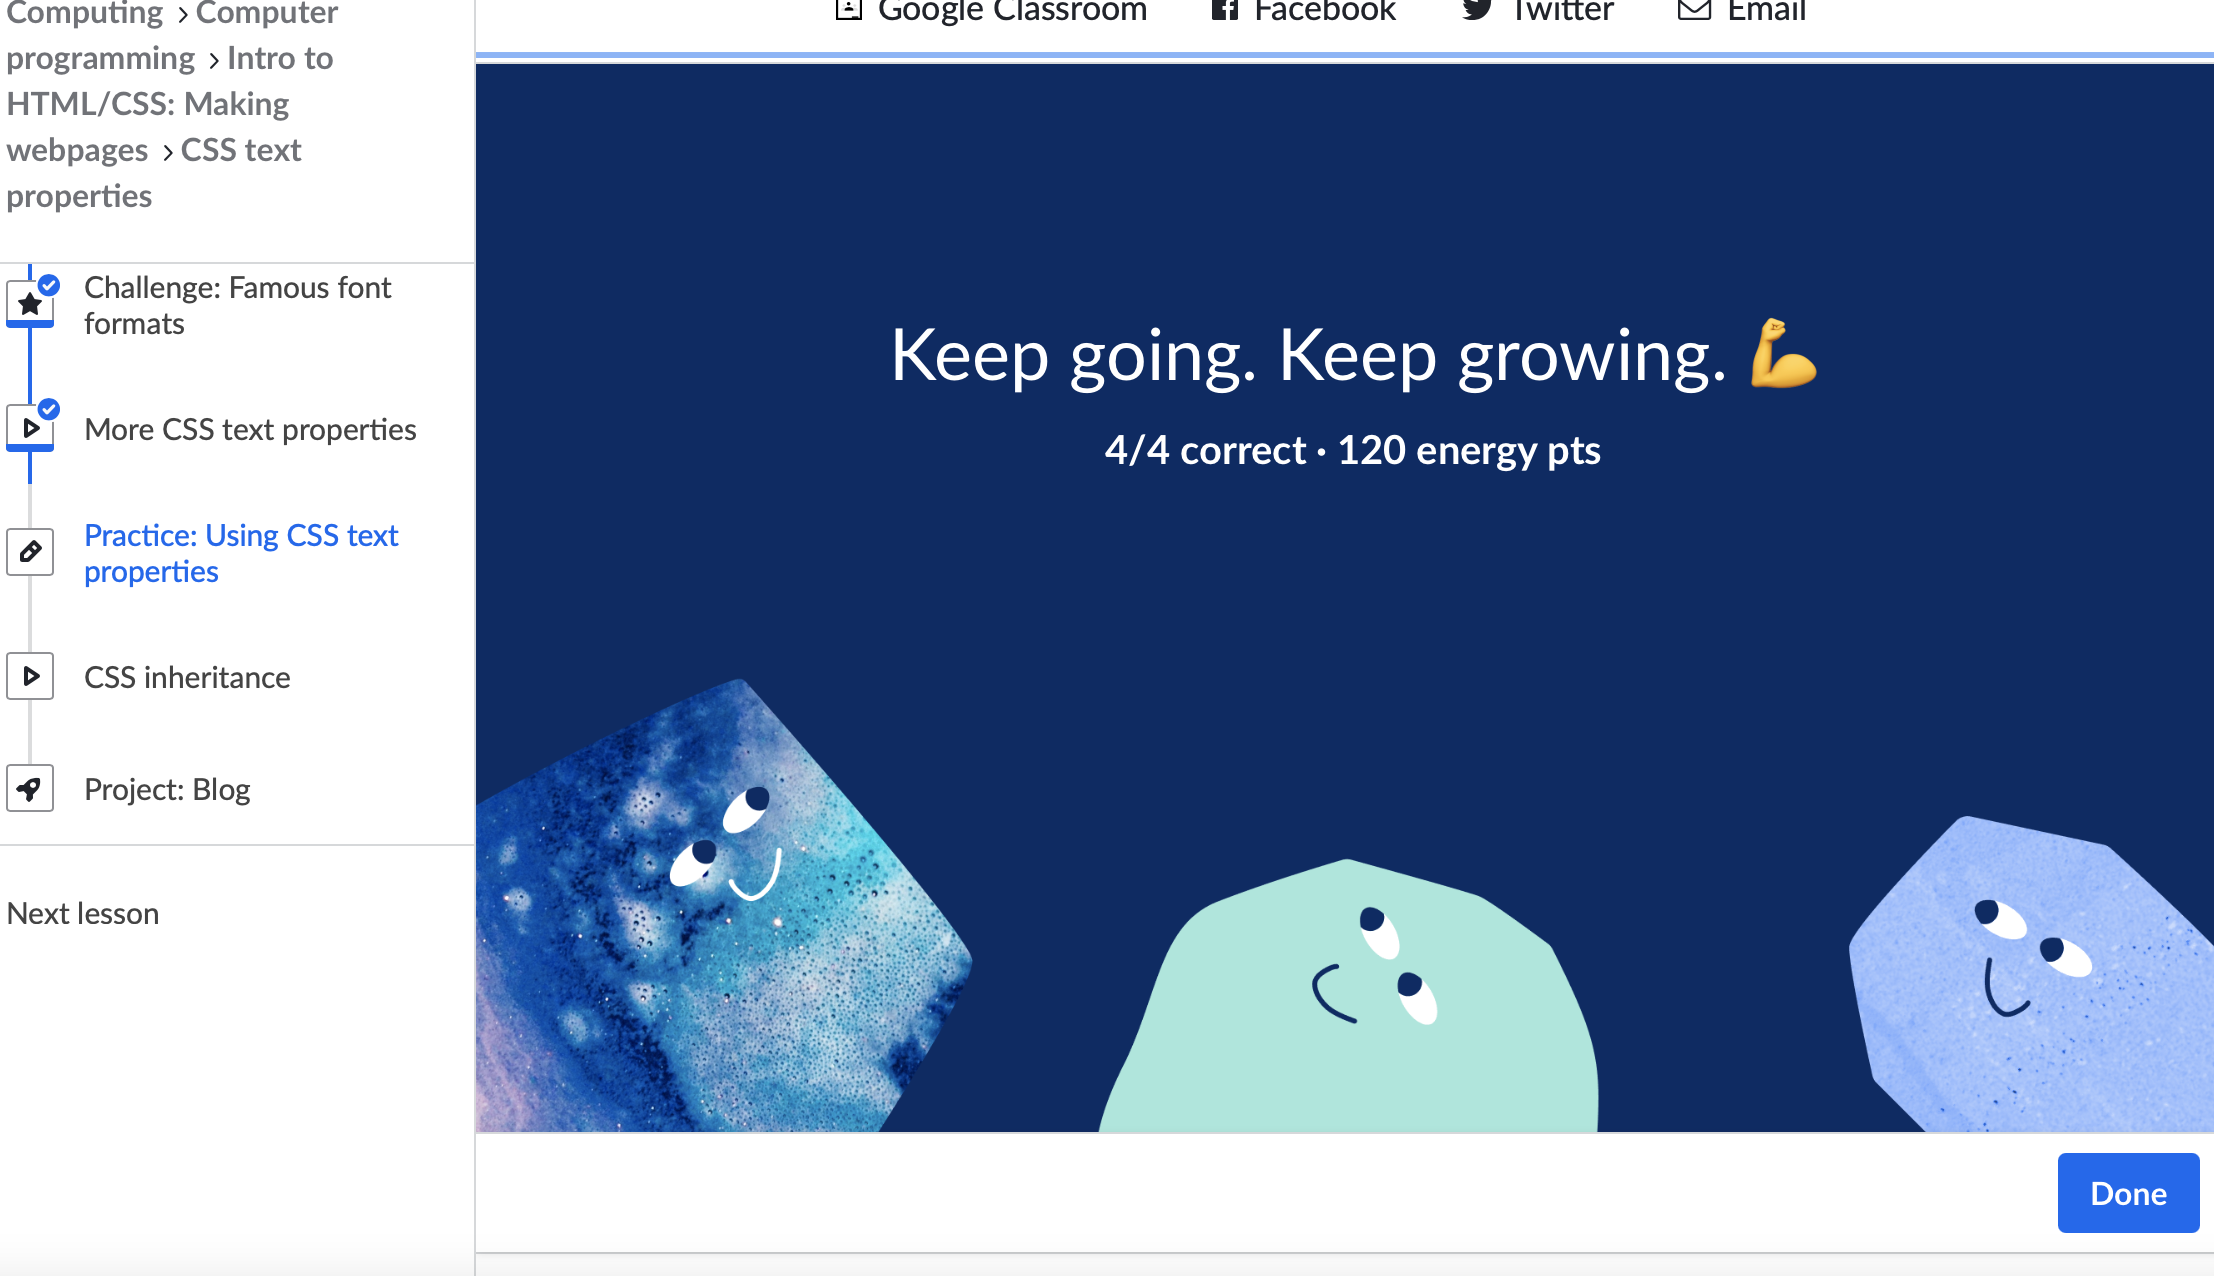 Computing > Computer
programming > Intro to
HTML/CSS: Making
webpages > CSS text
properties
Challenge: Famous font
formats
More CSS text properties
Practice: Using CSS text
properties
CSS inheritance
Project: Blog
Next lesson
Google Classroom Facebook Twitter Email
Keep going. Keep growing. 💪
4/4 correct · 120 energy pts
Done